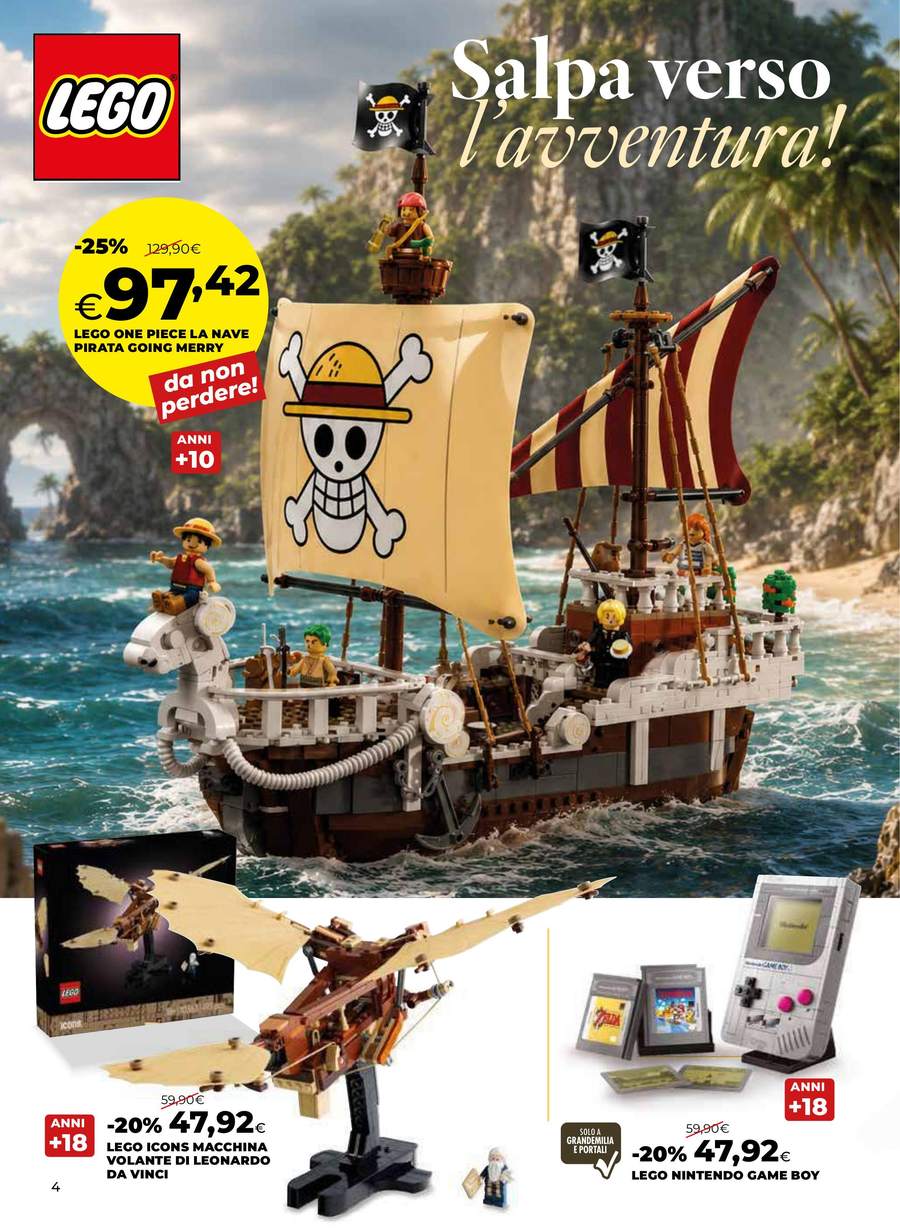 LEGO
Salpa verso
l'avventura!
-25% 129,90€
€97,42
LEGO ONE PIECE LA NAVE
PIRATA GOING MERRY
da non
perdere!
ANNI
+10
LEGO
ICONS
59,90€
ANNI
+18
-20% 47,92€
LEGO ICONS MACCHINA
VOLANTE DI LEONARDO
DA VINCI
Nintendo
Nintendo GAME BOY
ZELDA
ANNI
+18
SOLO A
GRANDEMILIA
E PORTALI
59,90€
-20% 47,92€
LEGO NINTENDO GAME BOY
4